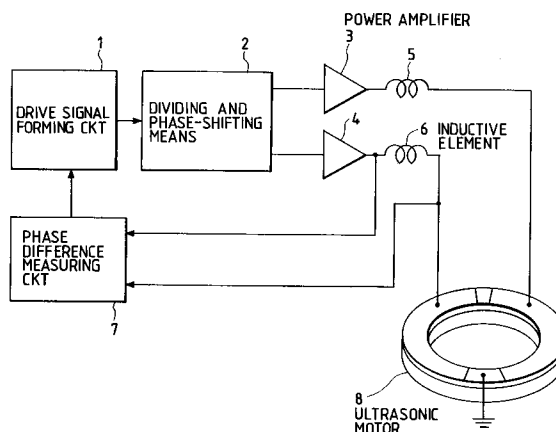 POWER AMPLIFIER
1
2
3
5
DRIVE SIGNAL
FORMING CKT
DIVIDING AND
PHASE-SHIFTING
MEANS
4
6
INDUCTIVE
ELEMENT
PHASE
DIFFERENCE
MEASURING
CKT
7
8
ULTRASONIC
MOTOR